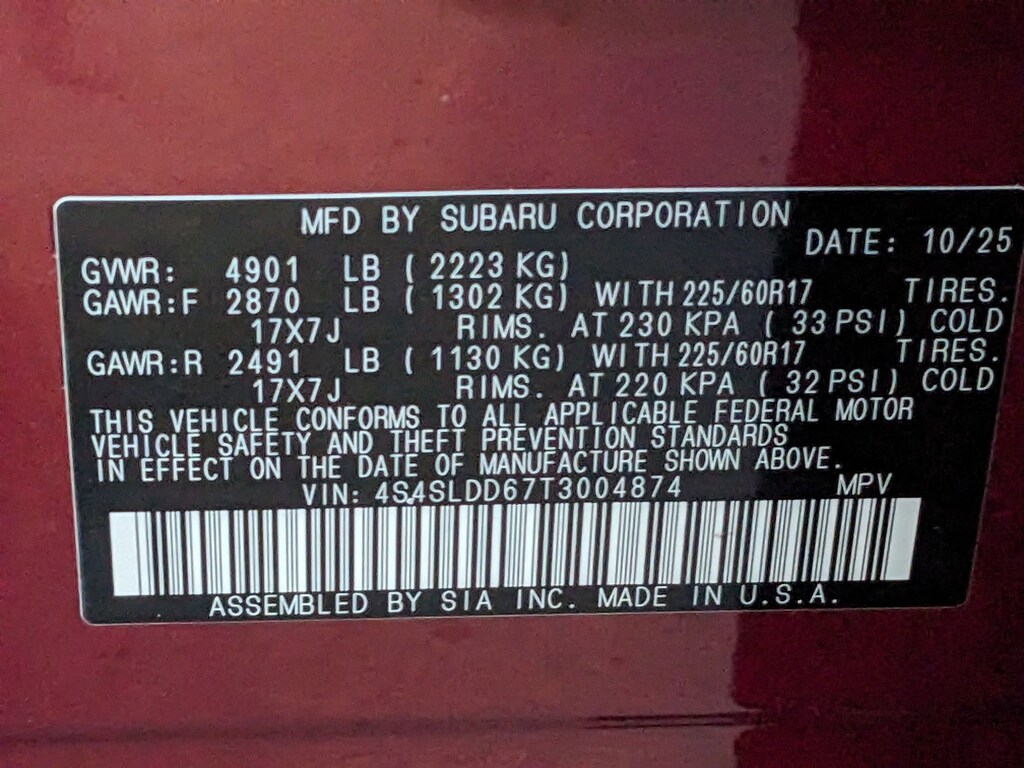 MFD BY SUBARU CORPORATION
DATE: 10/25
GVWR: 4901 LB ( 2223 KG)
GAWR:F 2870 LB ( 1302 KG) WITH 225/60R17 TIRES.
17X7J RIMS. AT 230 KPA ( 33 PSI) COLD
GAWR:R 2491 LB ( 1130 KG) WITH 225/60R17 TIRES.
17X7J RIMS. AT 220 KPA ( 32 PSI) COLD
THIS VEHICLE CONFORMS TO ALL APPLICABLE FEDERAL MOTOR
VEHICLE SAFETY AND THEFT PREVENTION STANDARDS
IN EFFECT ON THE DATE OF MANUFACTURE SHOWN ABOVE.
VIN: 4S4SLDD67T3004874 MPV
ASSEMBLED BY SIA INC. MADE IN U.S.A.